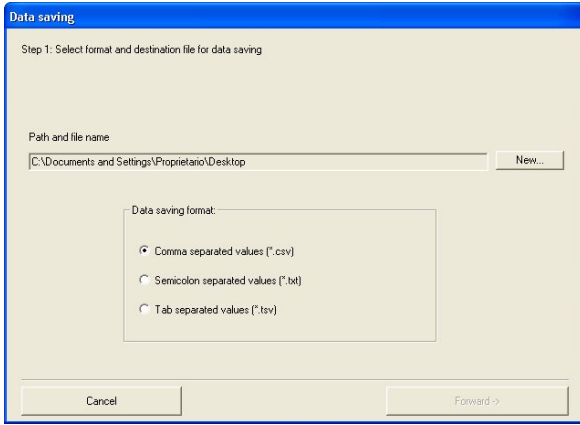 Data saving
Step 1: Select format and destination file for data saving
Path and file name
C:\Documents and Settings\Proprietario\Desktop
New...
Data saving format:
Comma separated values (*.csv)
Semicolon separated values (*.txt)
Tab separated values (*.tsv)
Cancel
Forward ->